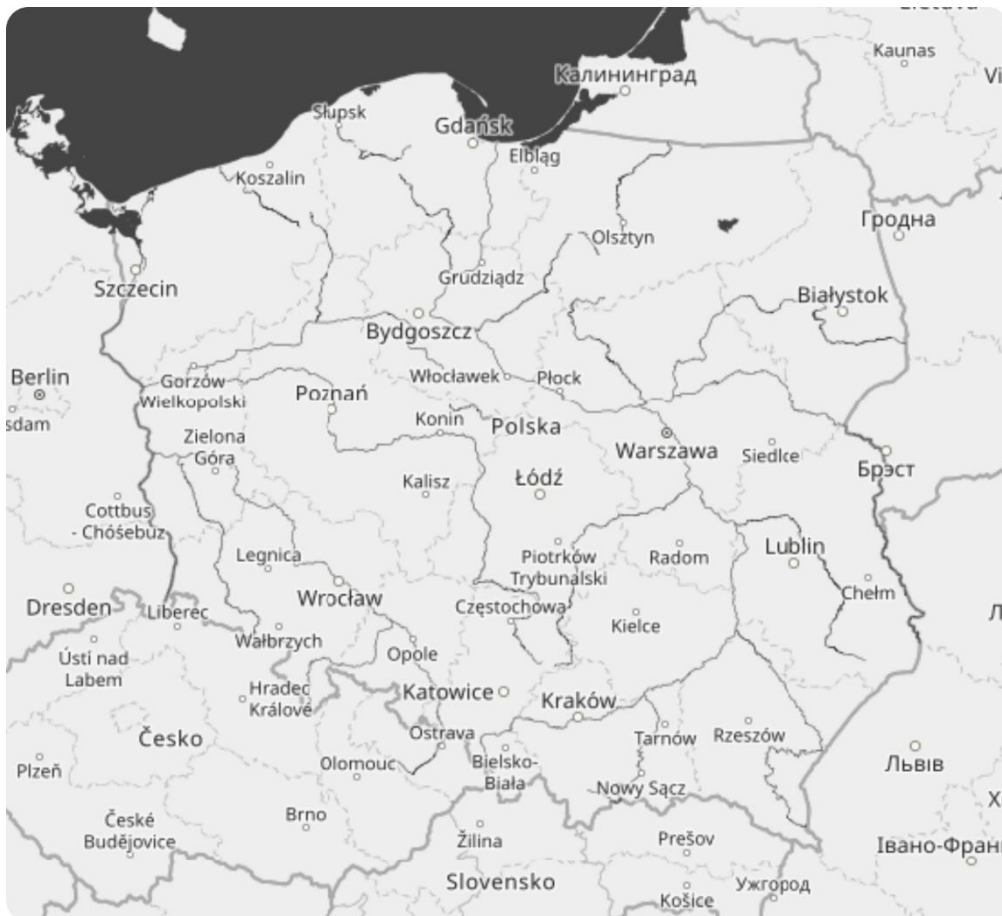 Kaunas
Калининград
Słupsk
Gdańsk
Elbląg
Koszalin
Гродна
Olsztyn
Grudziądz
Szczecin
Białystok
Bydgoszcz
Berlin
Włocławek
Płock
Gorzów
Wielkopolski
Poznań
sdam
Konin
Polska
Zielona
Góra
Warszawa
Siedlce
Брэст
Kalisz
Łódź
Cottbus
- Chóśebuz
Legnica
Piotrków
Trybunalski
Radom
Lublin
Chełm
Dresden
Liberec
Wrocław
Częstochowa
Kielce
Wałbrzych
Ústí nad
Labem
Opole
Hradec
Králové
Katowice
Kraków
Česko
Ostrava
Tarnów
Rzeszów
Plzeň
Olomouc
Bielsko-
Biała
Nowy Sącz
Львів
České
Budějovice
Brno
Žilina
Prešov
Івано-Фран
Slovensko
Ужгород
Košice